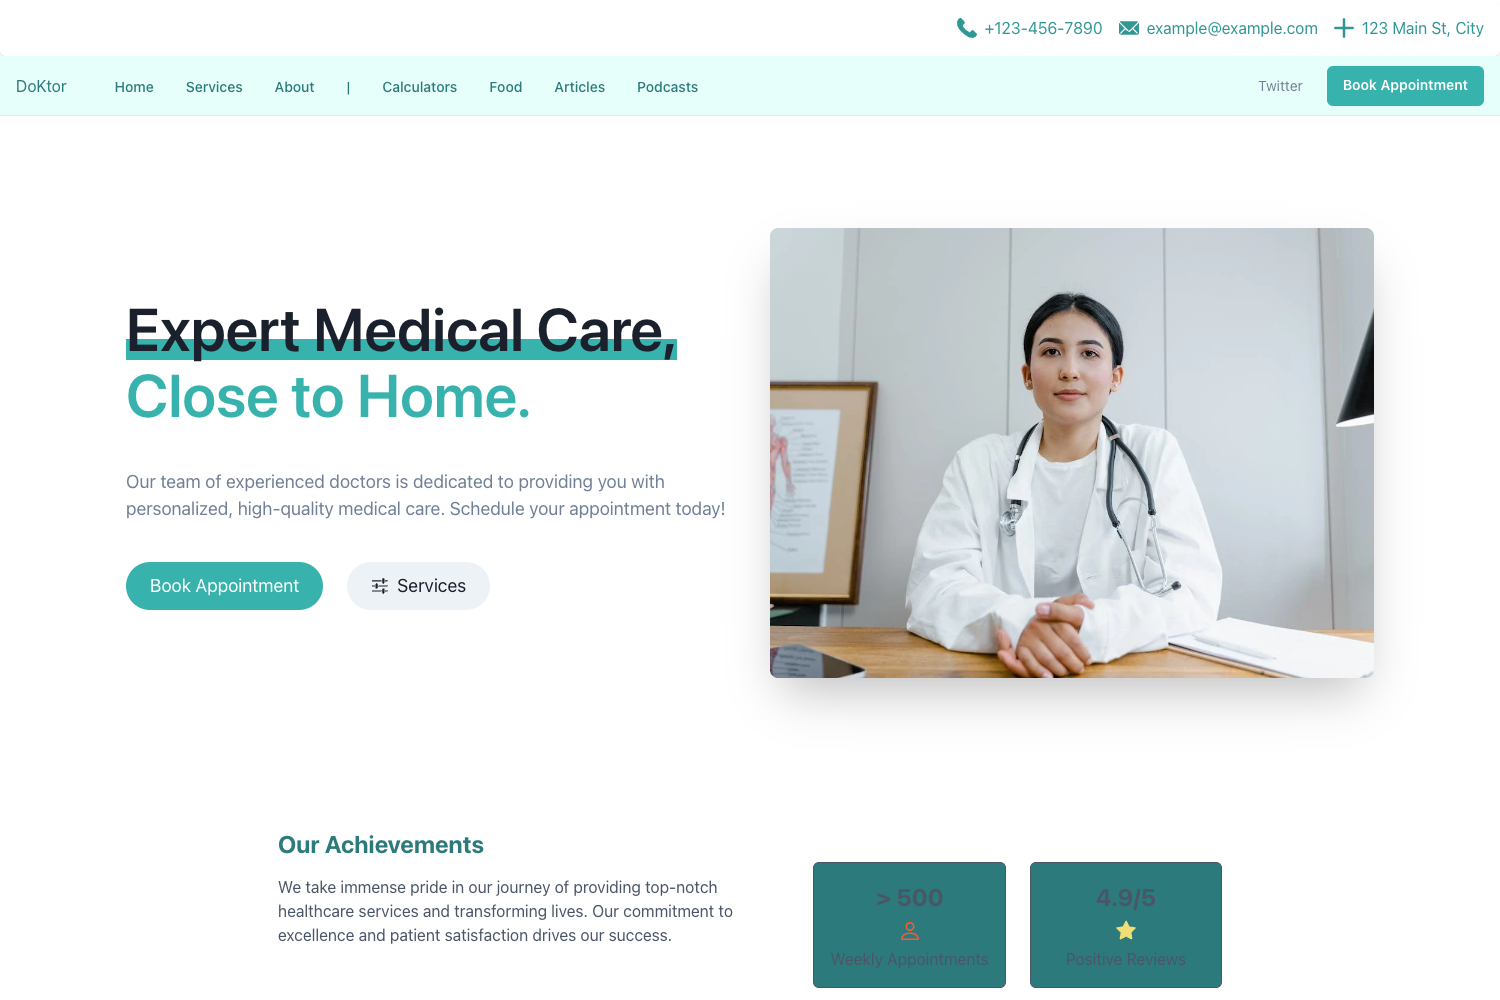 +123-456-7890 example@example.com 123 Main St, City
DoKtor Home Services About | Calculators Food Articles Podcasts Twitter Book Appointment
Expert Medical Care,
Close to Home.
Our team of experienced doctors is dedicated to providing you with
personalized, high-quality medical care. Schedule your appointment today!
Book Appointment Services
Our Achievements
We take immense pride in our journey of providing top-notch
healthcare services and transforming lives. Our commitment to
excellence and patient satisfaction drives our success.
> 500
Weekly Appointments
4.9/5
Positive Reviews